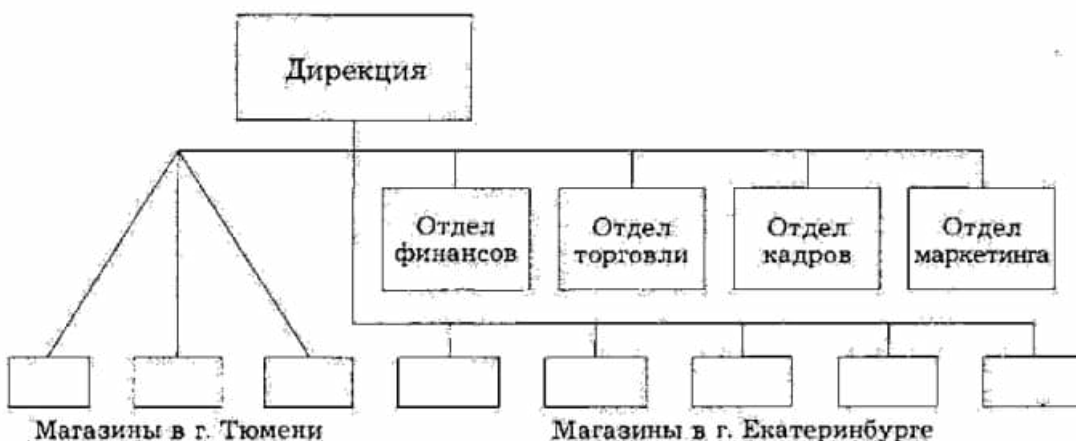 Дирекция
Отдел
финансов
Отдел
торговли
Отдел
кадров
Отдел
маркетинга
Магазины в г. Тюмени
Магазины в г. Екатеринбурге